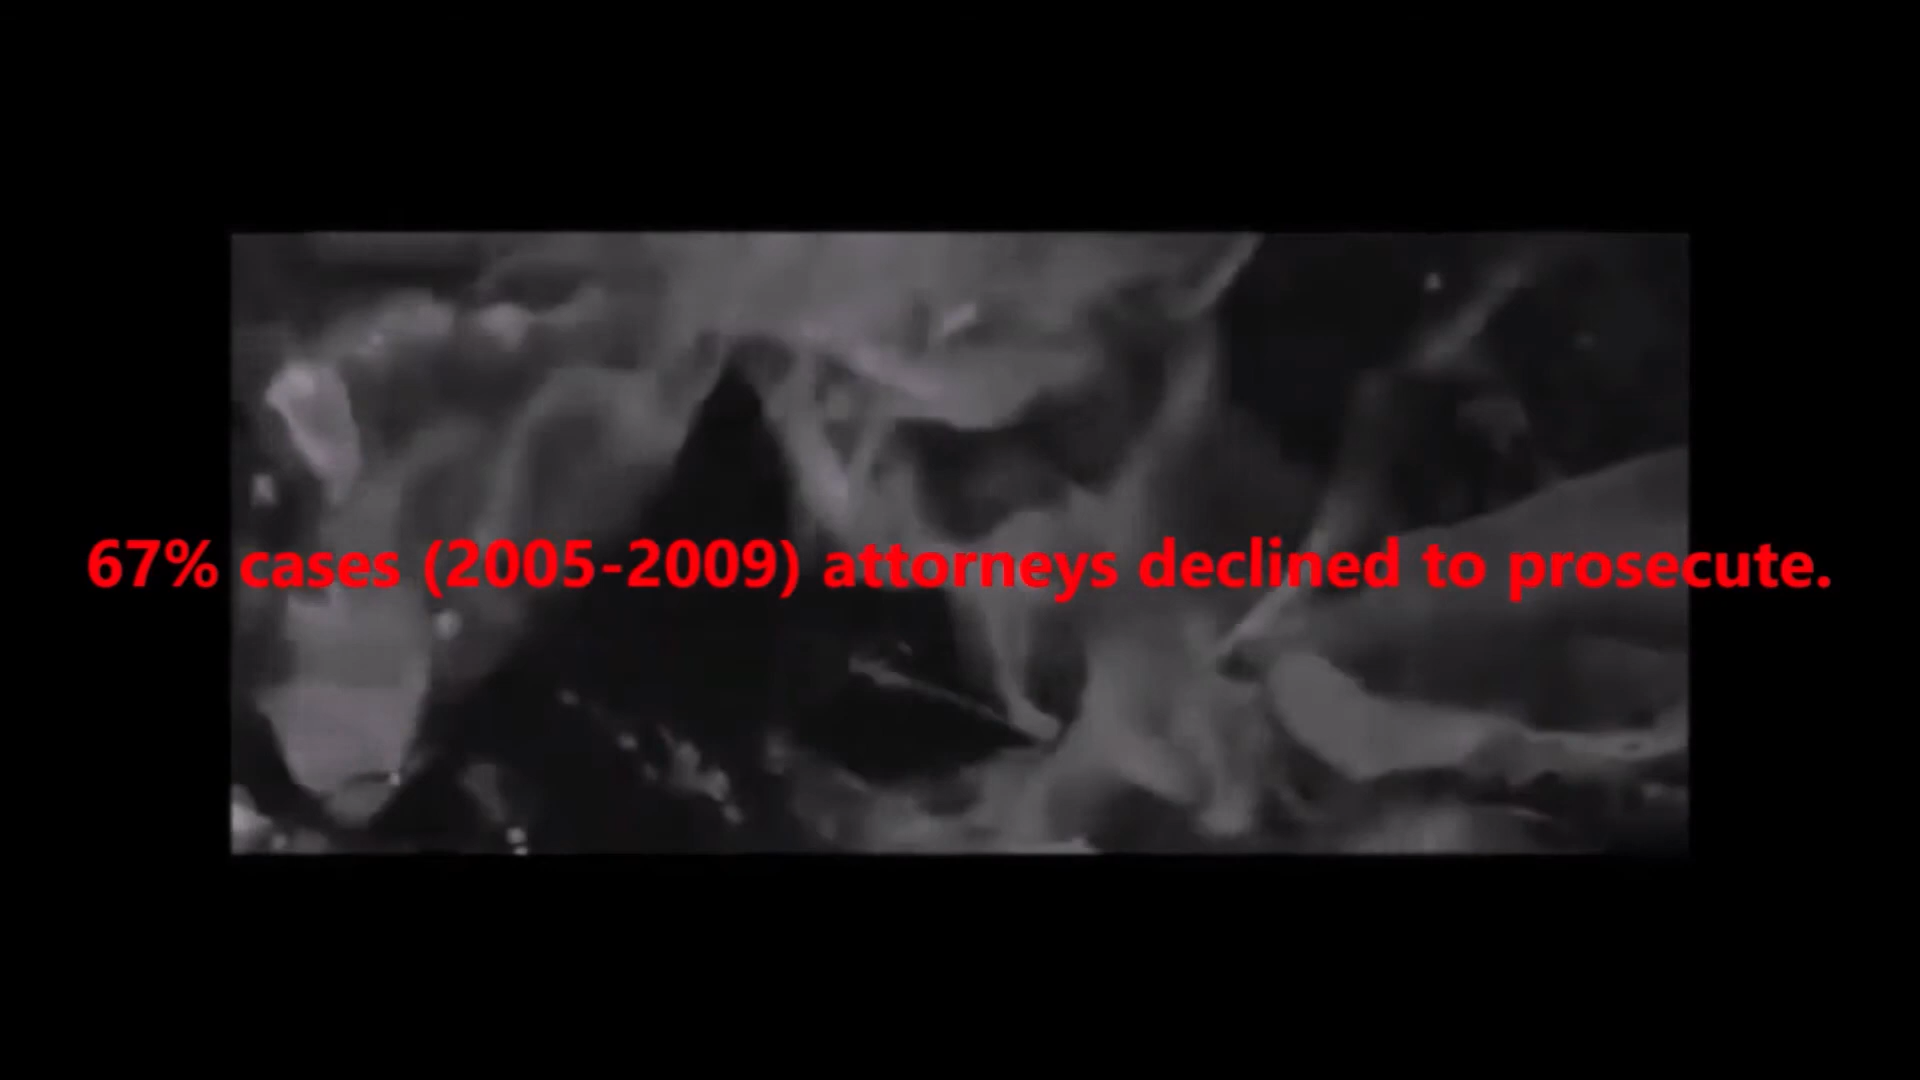 67% cases (2005-2009) attorneys declined to prosecute.